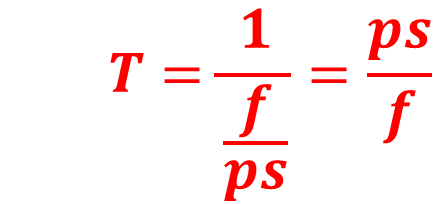 T = 1 / (f / ps) = ps / f